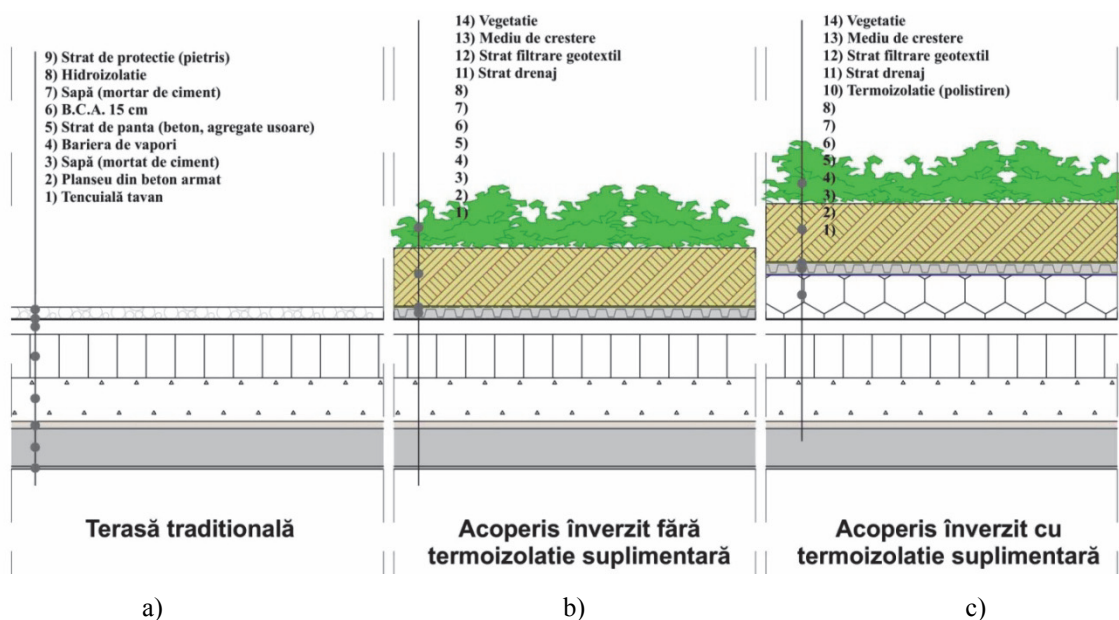 9) Strat de protectie (pietris)
8) Hidroizolatie
7) Sapă (mortar de ciment)
6) B.C.A. 15 cm
5) Strat de panta (beton, agregate usoare)
4) Bariera de vapori
3) Sapă (mortat de ciment)
2) Planseu din beton armat
1) Tencuială tavan
Terasă traditională
a)
14) Vegetatie
13) Mediu de crestere
12) Strat filtrare geotextil
11) Strat drenaj
8)
7)
6)
5)
4)
3)
2)
1)
Acoperis înverzit fără
termoizolatie suplimentară
b)
14) Vegetatie
13) Mediu de crestere
12) Strat filtrare geotextil
11) Strat drenaj
10) Termoizolatie (polistiren)
8)
7)
6)
5)
4)
3)
2)
1)
Acoperis înverzit cu
termoizolatie suplimentară
c)